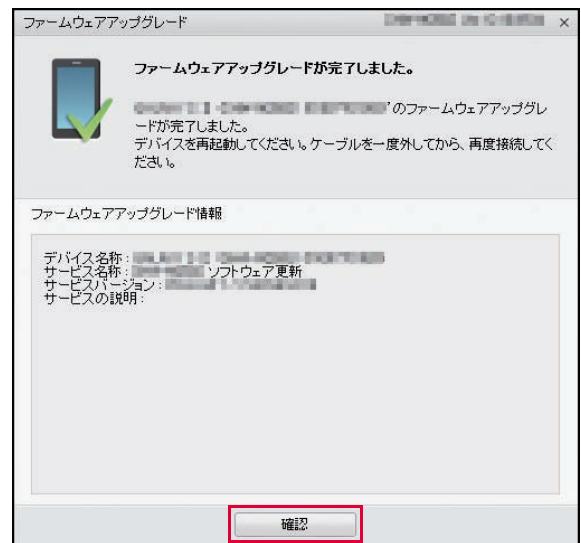 ファームウェアアップグレード
ファームウェアアップグレードが完了しました。
'のファームウェアアップグレ
ードが完了しました。
デバイスを再起動してください。ケーブルを一度外してから、再度接続してく
ださい。
ファームウェアアップグレード情報
デバイス名称:
サービス名称: ソフトウェア更新
サービスバージョン:
サービスの説明:
確認